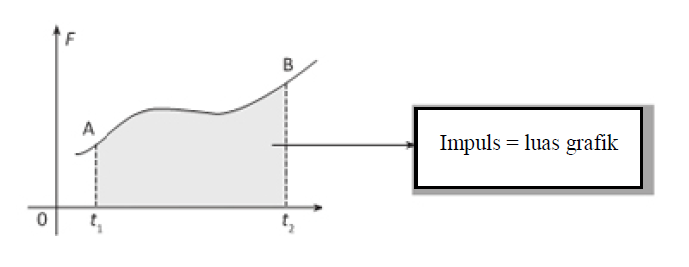 F
B
A
Impuls = luas grafik
0
t₁
t₂